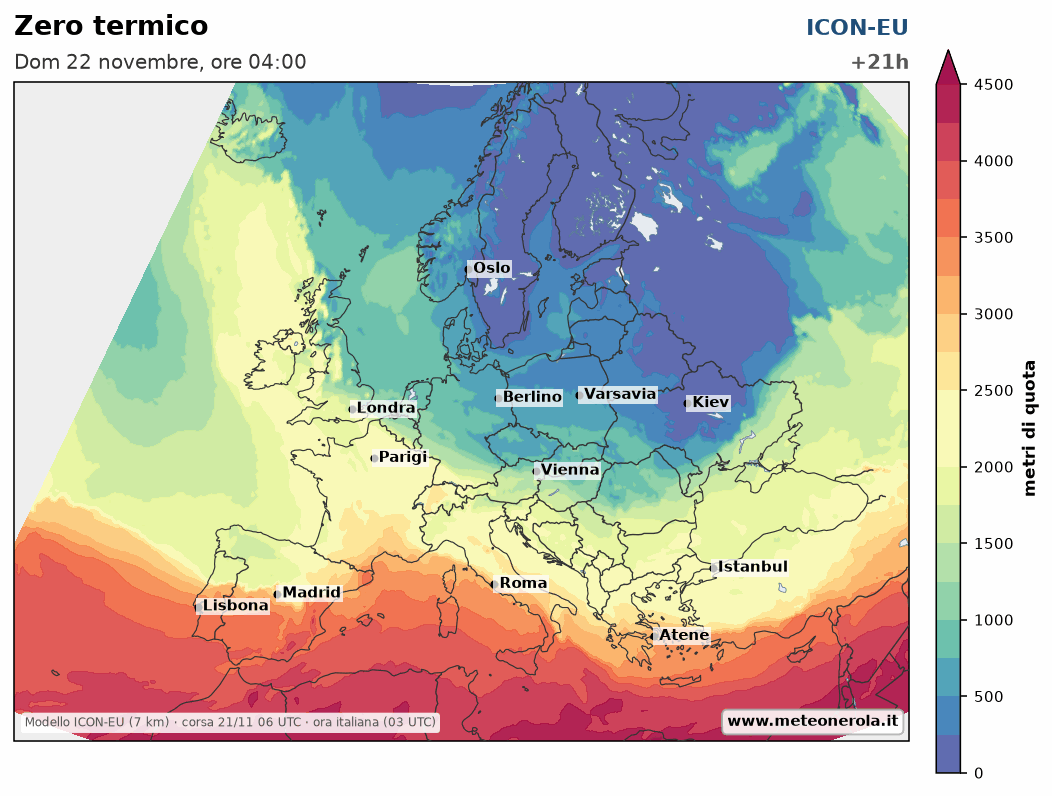 Zero termico
ICON-EU
Dom 22 novembre, ore 04:00
+21h
4500
4000
3500
3000
2500
2000
1500
1000
500
0
metri di quota
Oslo
Berlino
Varsavia
Kiev
Londra
Parigi
Vienna
Istanbul
Roma
Madrid
Lisbona
Atene
Modello ICON-EU (7 km) · corsa 21/11 06 UTC · ora italiana (03 UTC)
www.meteonerola.it